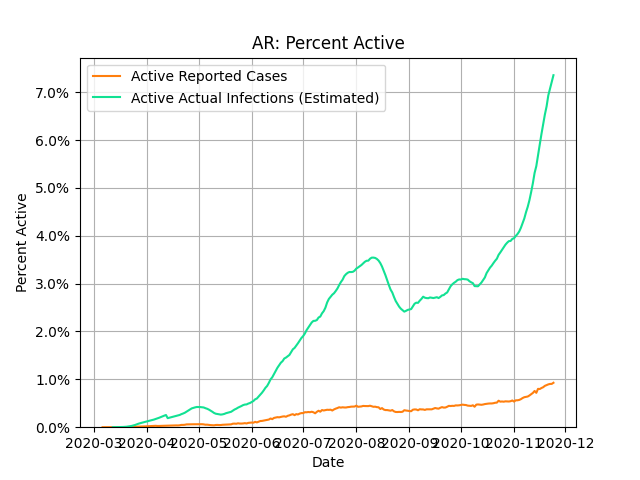 AR: Percent Active
Active Reported Cases
Active Actual Infections (Estimated)
Percent Active
7.0%
6.0%
5.0%
4.0%
3.0%
2.0%
1.0%
0.0%
2020-03 2020-04 2020-05 2020-06 2020-07 2020-08 2020-09 2020-10 2020-11 2020-12
Date